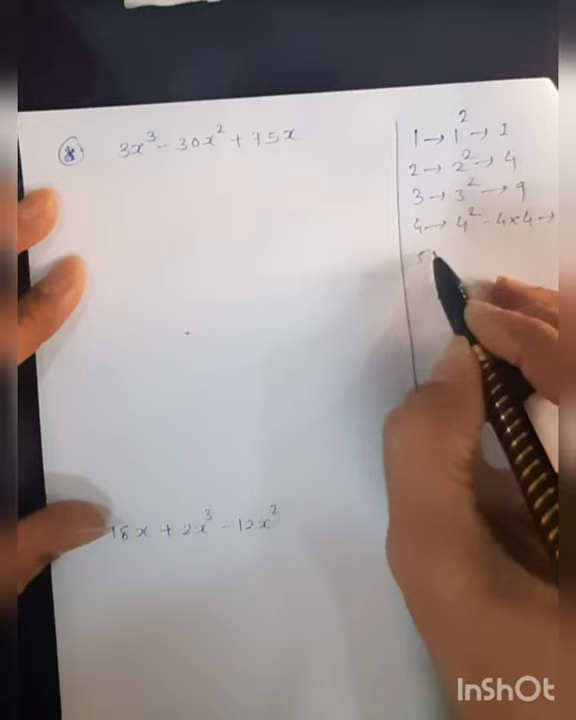 8 3x³ - 30x² + 75x
1 → 1² → 1
2 → 2² → 4
3 → 3² → 9
4 → 4² - 4×4 →
5
18x + 2x³ - 12x²
InShOt